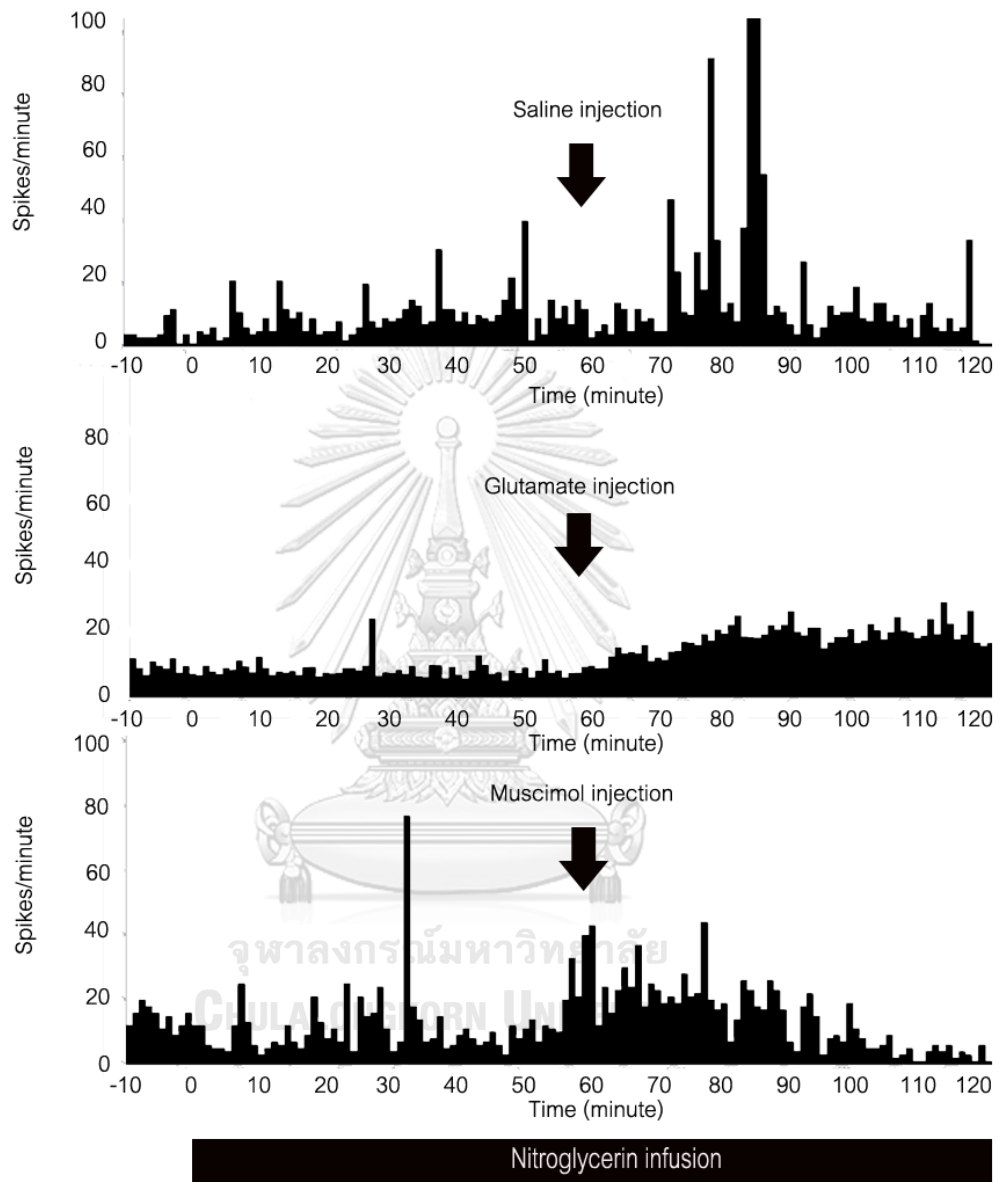 100
80
60
40
20
0
Spikes/minute
Saline injection
-10 0 10 20 30 40 50 60 70 80 90 100 110 120
Time (minute)
80
60
40
20
0
Spikes/minute
Glutamate injection
-10 0 10 20 30 40 50 60 70 80 90 100 110 120
Time (minute)
100
80
60
40
20
0
Spikes/minute
Muscimol injection
จุฬาลงกรณ์มหาวิทยาลัย
-10 0 10 20 30 40 50 60 70 80 90 100 110 120
Time (minute)
Nitroglycerin infusion